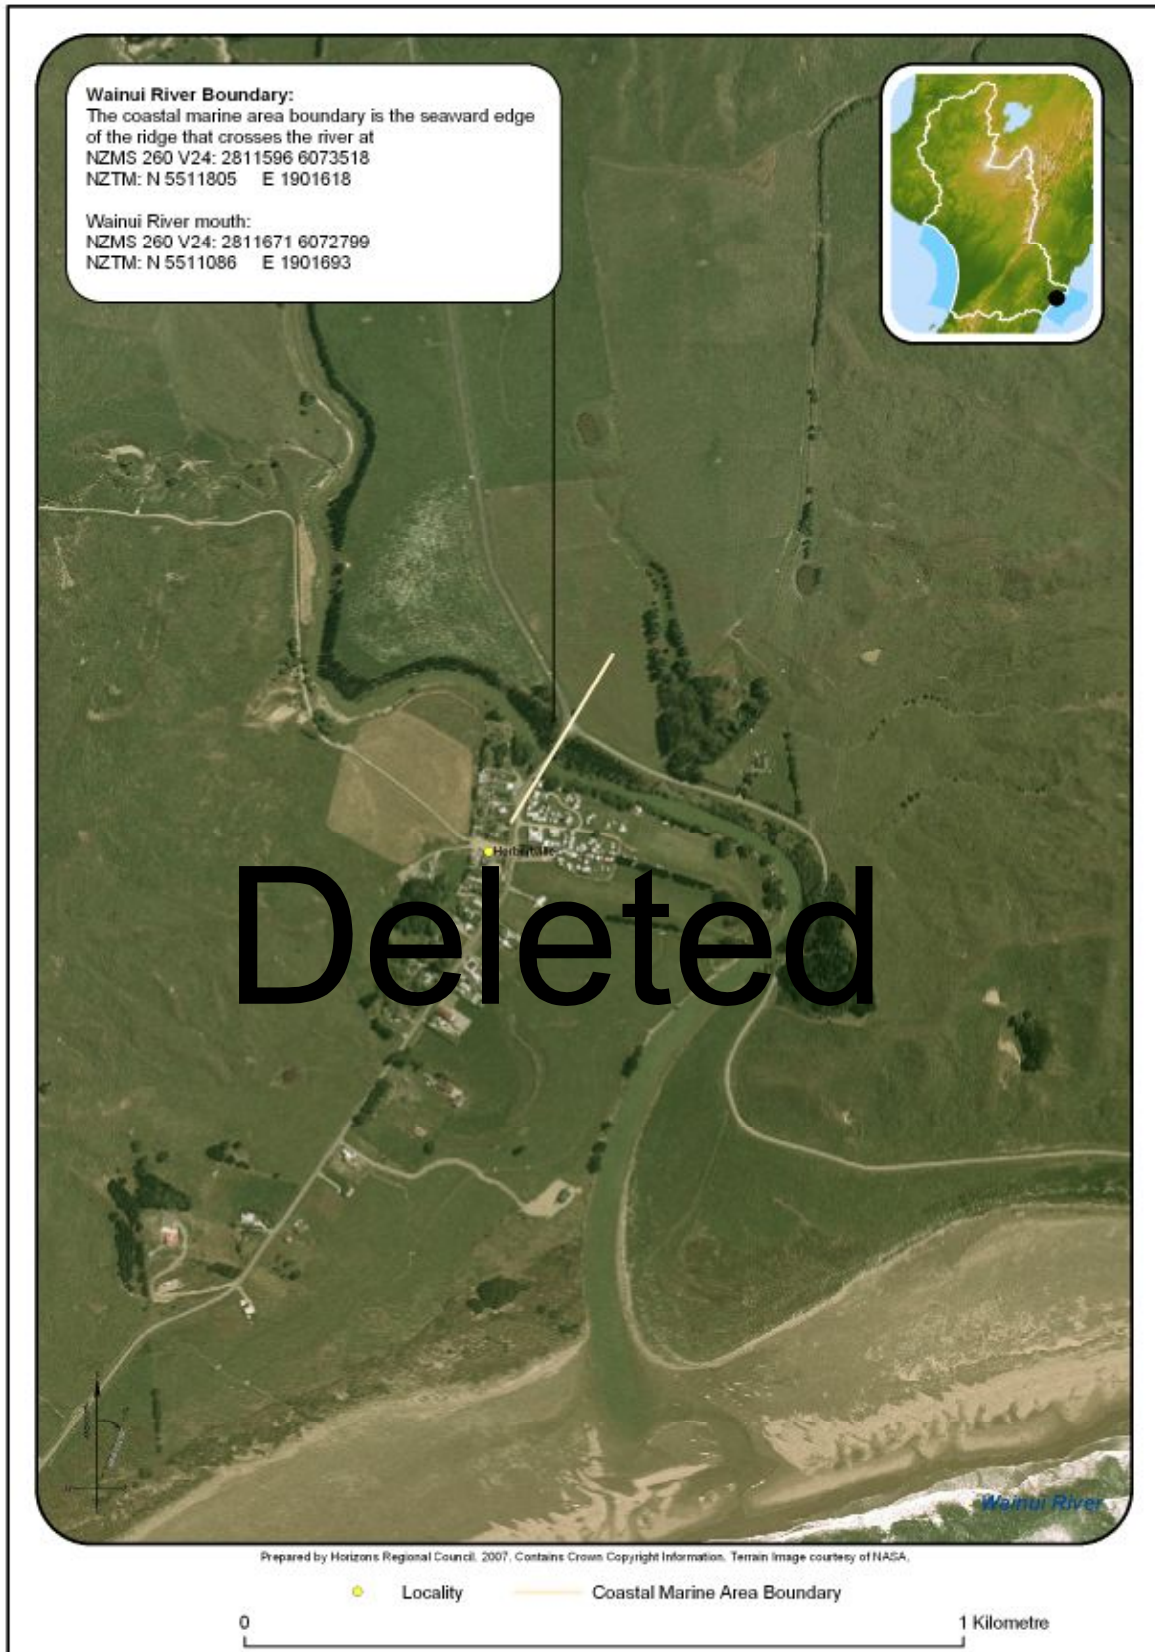 Wainui River Boundary:
The coastal marine area boundary is the seaward edge
of the ridge that crosses the river at
NZMS 260 V24: 2811596 6073518
NZTM: N 5511805 E 1901618
Wainui River mouth:
NZMS 260 V24: 2811671 6072799
NZTM: N 5511086 E 1901693
Deleted
Wainui River
Prepared by Horizons Regional Council. 2007. Contains Crown Copyright Information. Terrain Image courtesy of NASA.
Locality
Coastal Marine Area Boundary
0
1 Kilometre